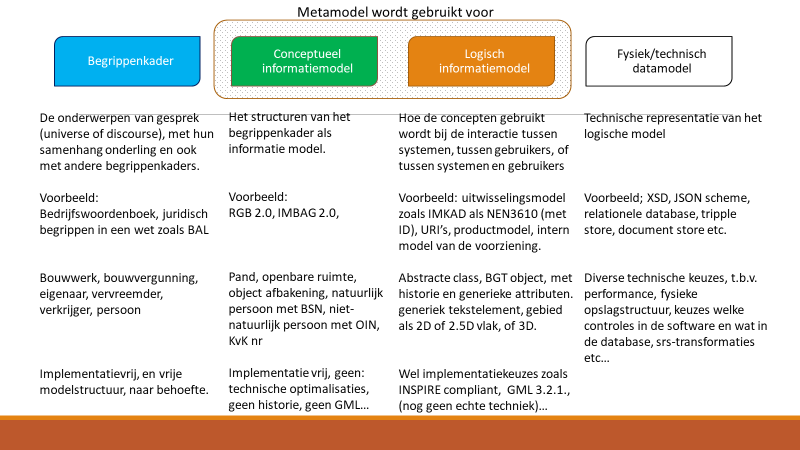 Metamodel wordt gebruikt voor
Begrippenkader
Conceptueel
informatiemodel
Logisch
informatiemodel
Fysiek/technisch
datamodel
De onderwerpen van gesprek
(universe of discourse), met hun
samenhang onderling en ook
met andere begrippenkaders.
Voorbeeld:
Bedrijfswoordenboek, juridisch
begrippen in een wet zoals BAL
Bouwwerk, bouwvergunning,
eigenaar, vervreemder,
verkrijger, persoon
Implementatievrij, en vrije
modelstructuur, naar behoefte.
Het structuren van het
begrippenkader als
informatie model.
Voorbeeld:
RGB 2.0, IMBAG 2.0,
Pand, openbare ruimte,
object afbakening, natuurlijk
persoon met BSN, niet-
natuurlijk persoon met OIN,
KvK nr
Implementatie vrij, geen:
technische optimalisaties,
geen historie, geen GML…
Hoe de concepten gebruikt
wordt bij de interactie tussen
systemen, tussen gebruikers, of
tussen systemen en gebruikers
Voorbeeld: uitwisselingsmodel
zoals IMKAD als NEN3610 (met
ID), URI's, productmodel, intern
model van de voorziening.
Abstracte class, BGT object, met
historie en generieke attributen.
generiek tekstelement, gebied
als 2D of 2.5D vlak, of 3D.
Wel implementatiekeuzes zoals
INSPIRE compliant, GML 3.2.1.,
(nog geen echte techniek)…
Technische representatie van het
logische model
Voorbeeld; XSD, JSON scheme,
relationele database, tripple
store, document store etc.
Diverse technische keuzes, t.b.v.
performance, fysieke
opslagstructuur, keuzes welke
controles in de software en wat in
de database, srs-transformaties
etc…